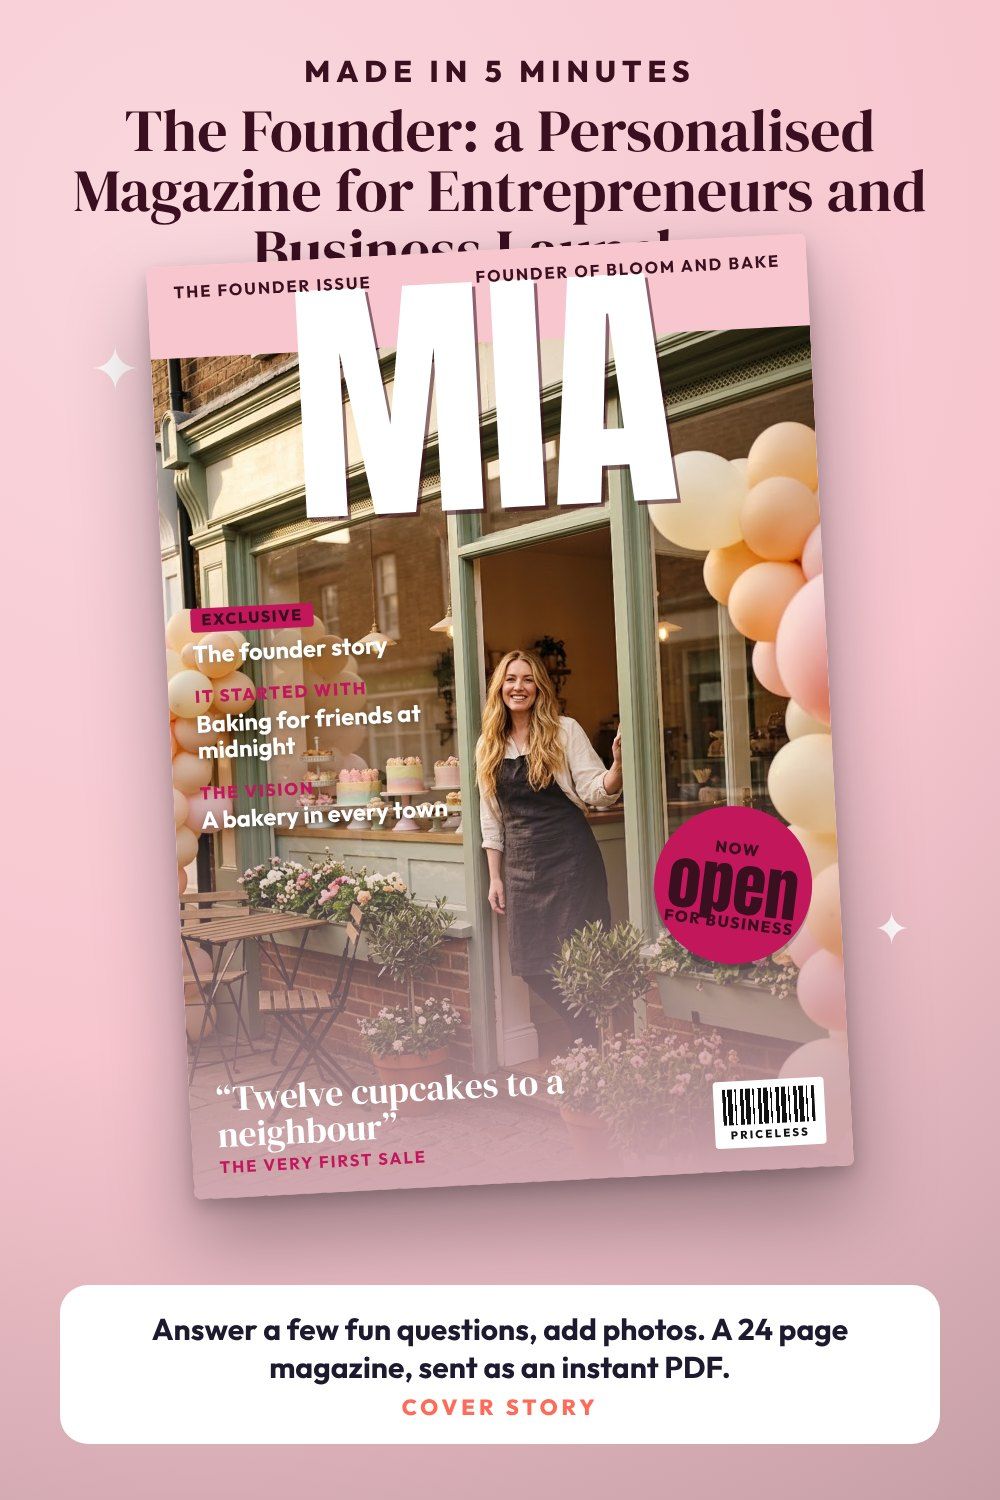 MADE IN 5 MINUTES
The Founder: a Personalised
Magazine for Entrepreneurs and
Business
THE FOUNDER ISSUE
FOUNDER OF BLOOM AND BAKE
MIA
EXCLUSIVE
The founder story
IT STARTED WITH
Baking for friends at
midnight
THE VISION
A bakery in every town
NOW
open
FOR BUSINESS
“Twelve cupcakes to a
neighbour”
THE VERY FIRST SALE
PRICELESS
Answer a few fun questions, add photos. A 24 page
magazine, sent as an instant PDF.
COVER STORY